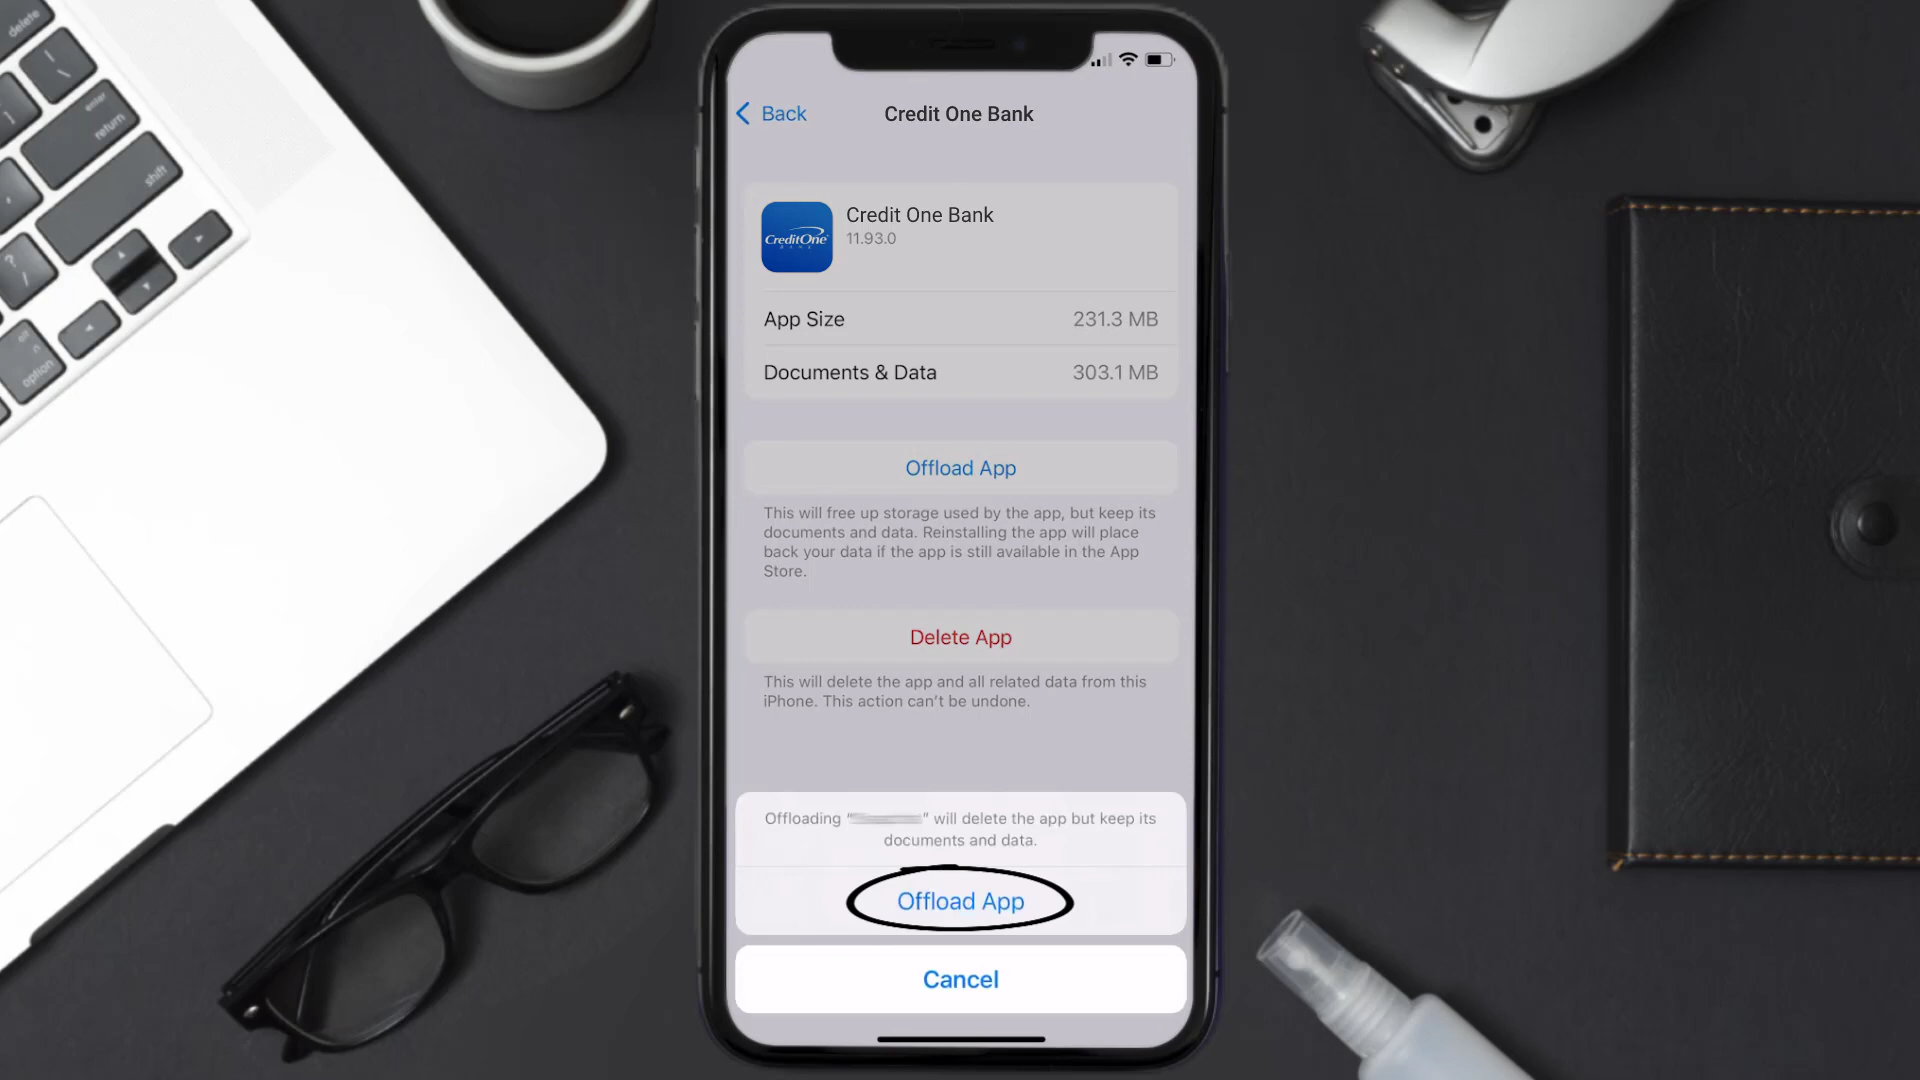 delete
enter
return
shift
alt
option
Back
Credit One Bank
CreditOne
BANK
Credit One Bank
11.93.0
App Size 231.3 MB
Documents & Data 303.1 MB
Offload App
This will free up storage used by the app, but keep its
documents and data. Reinstalling the app will place
back your data if the app is still available in the App
Store.
Delete App
This will delete the app and all related data from this
iPhone. This action can't be undone.
Offloading "" will delete the app but keep its
documents and data.
Offload App
Cancel